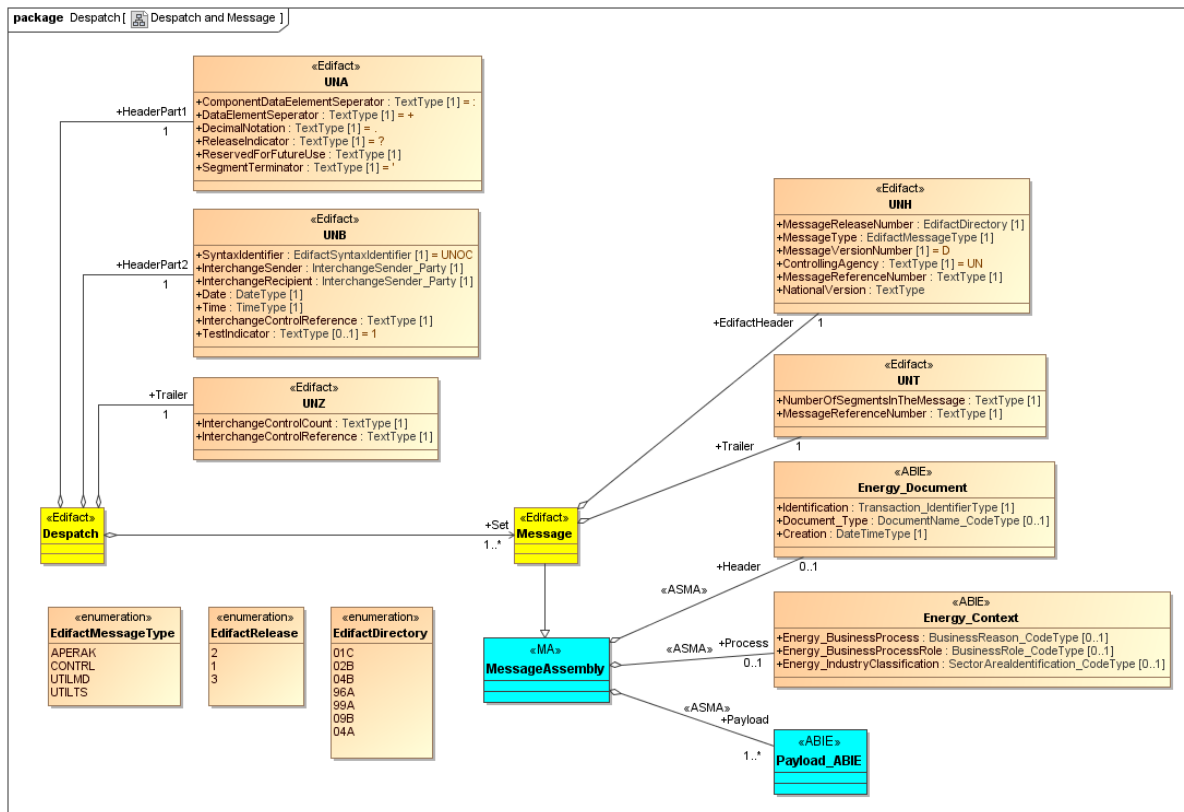 package Despatch [ Despatch and Message ]
«Edifact»
UNA
+ComponentDataEelementSeperator : TextType [1] = :
+DataElementSeperator : TextType [1] = +
+DecimalNotation : TextType [1] = .
+ReleaseIndicator : TextType [1] = ?
+ReservedForFutureUse : TextType [1]
+SegmentTerminator : TextType [1] = '
+HeaderPart1
1
«Edifact»
UNB
+SyntaxIdentifier : EdifactSyntaxIdentifier [1] = UNOC
+InterchangeSender : InterchangeSender_Party [1]
+InterchangeRecipient : InterchangeSender_Party [1]
+Date : DateType [1]
+Time : TimeType [1]
+InterchangeControlReference : TextType [1]
+TestIndicator : TextType [0..1] = 1
+HeaderPart2
1
«Edifact»
UNZ
+InterchangeControlCount : TextType [1]
+InterchangeControlReference : TextType [1]
+Trailer
1
«Edifact»
UNH
+MessageReleaseNumber : EdifactDirectory [1]
+MessageType : EdifactMessageType [1]
+MessageVersionNumber [1] = D
+ControllingAgency : TextType [1] = UN
+MessageReferenceNumber : TextType [1]
+NationalVersion : TextType
+EdifactHeader
1
«Edifact»
UNT
+NumberOfSegmentsInTheMessage : TextType [1]
+MessageReferenceNumber : TextType [1]
+Trailer
1
«ABIE»
Energy_Document
+Identification : Transaction_IdentifierType [1]
+Document_Type : DocumentName_CodeType [0..1]
+Creation : DateTimeType [1]
«Edifact»
Despatch
+Set
1..*
«Edifact»
Message
+Header
0..1
«ASMA»
«ABIE»
Energy_Context
+Energy_BusinessProcess : BusinessReason_CodeType [0..1]
+Energy_BusinessProcessRole : BusinessRole_CodeType [0..1]
+Energy_IndustryClassification : SectorAreaIdentification_CodeType [0..1]
«enumeration»
EdifactMessageType
APERAK
CONTRL
UTILMD
UTILTS
«enumeration»
EdifactRelease
2
1
3
«enumeration»
EdifactDirectory
01C
02B
04B
96A
99A
09B
04A
«MA»
MessageAssembly
«ASMA»
+Process
0..1
«ASMA»
+Payload
1..*
«ABIE»
Payload_ABIE